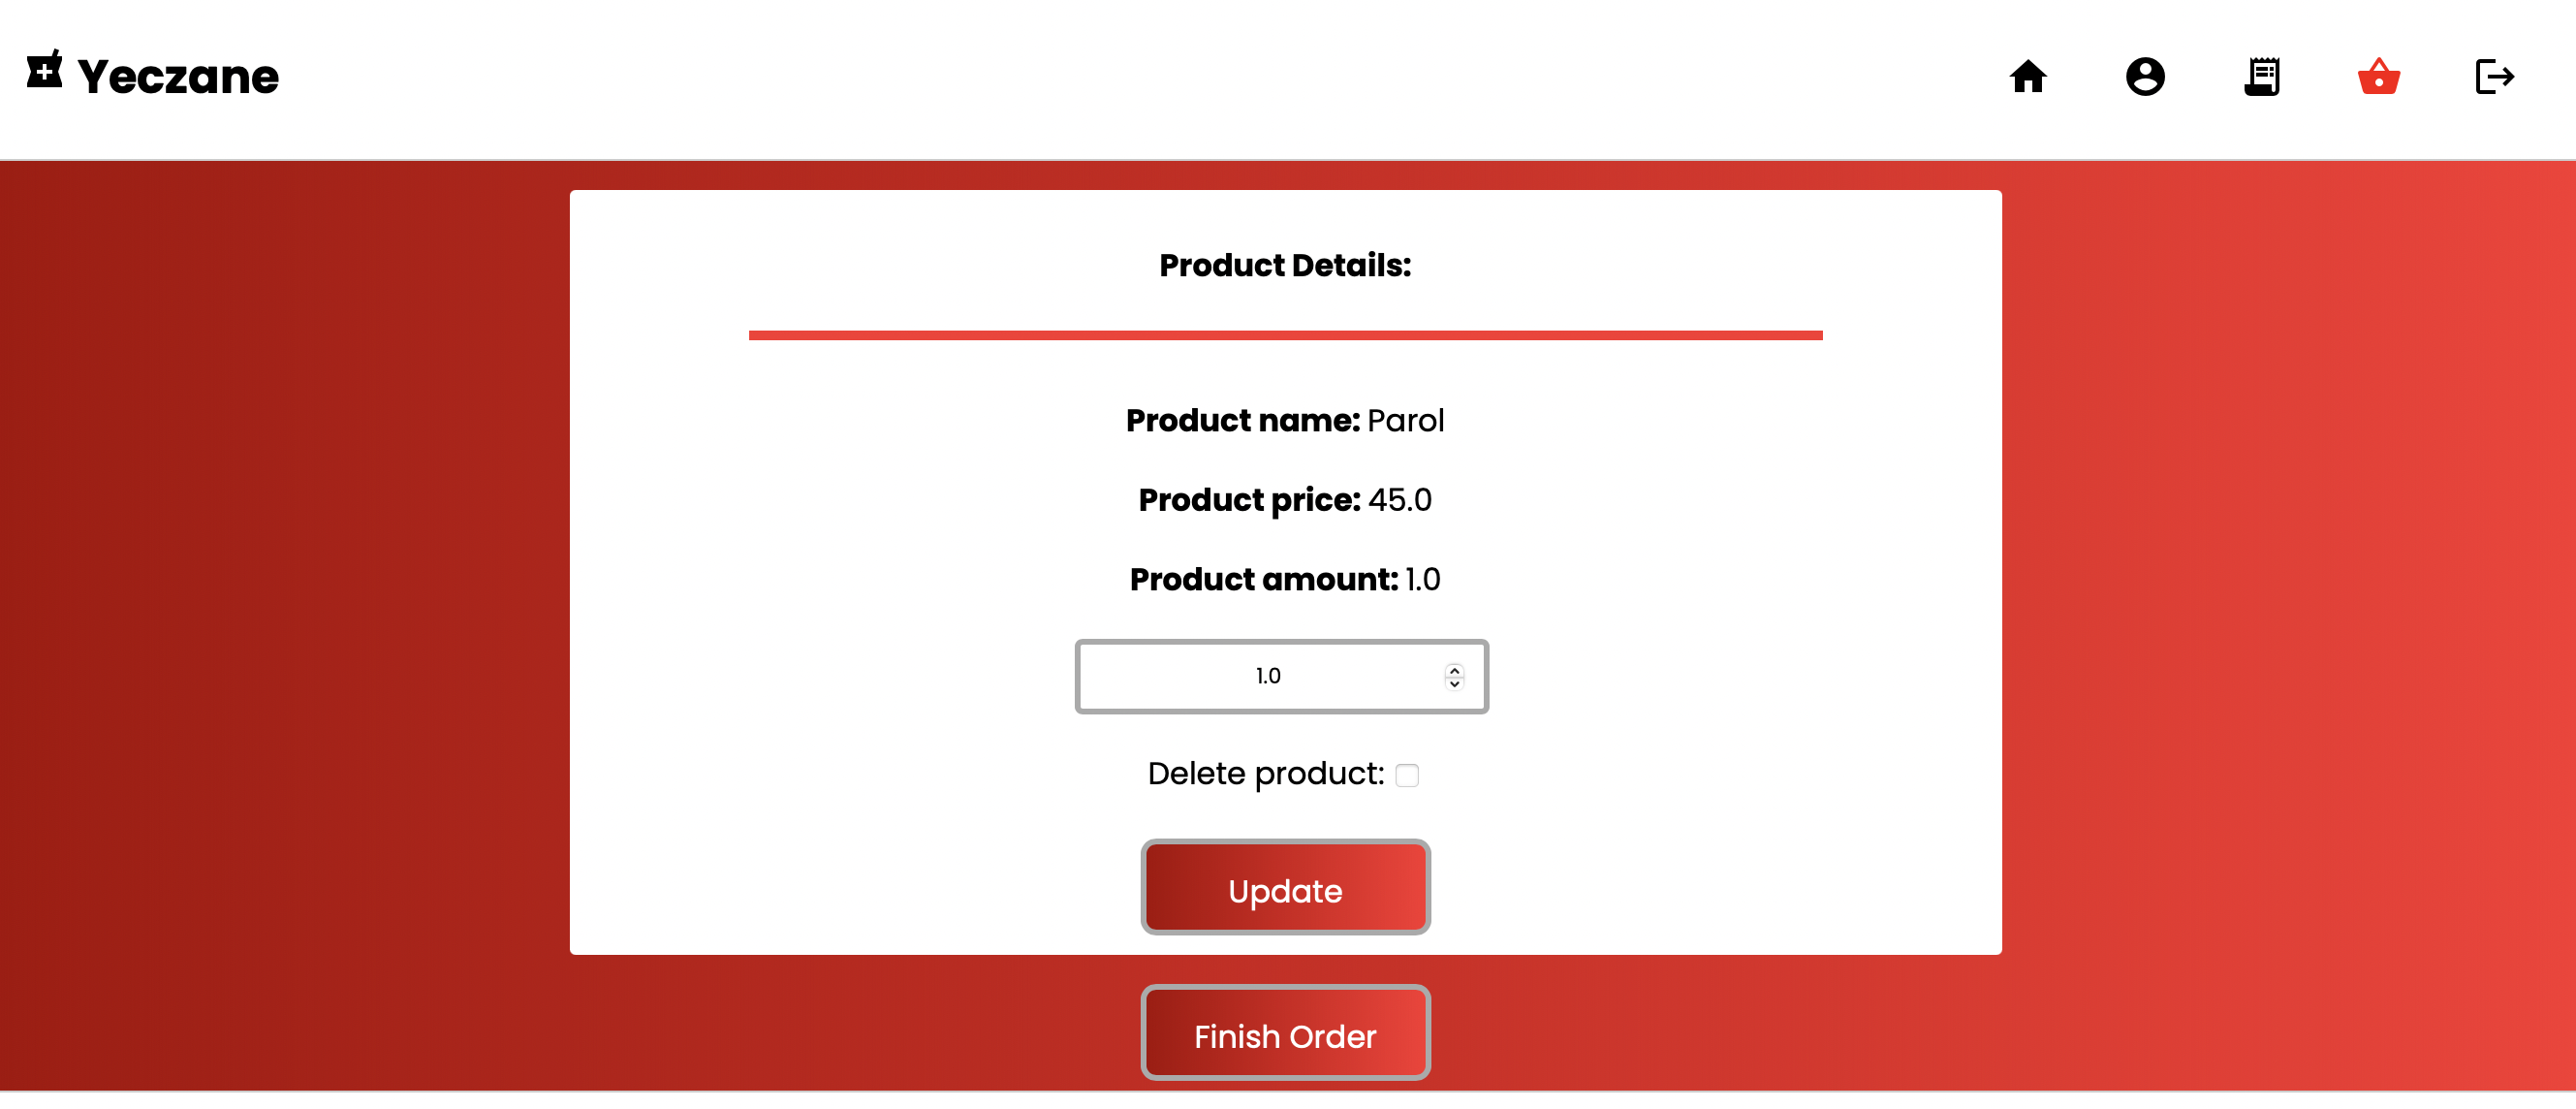 Yeczane
Product Details:
Product name: Parol
Product price: 45.0
Product amount: 1.0
1.0
Delete product:
Update
Finish Order